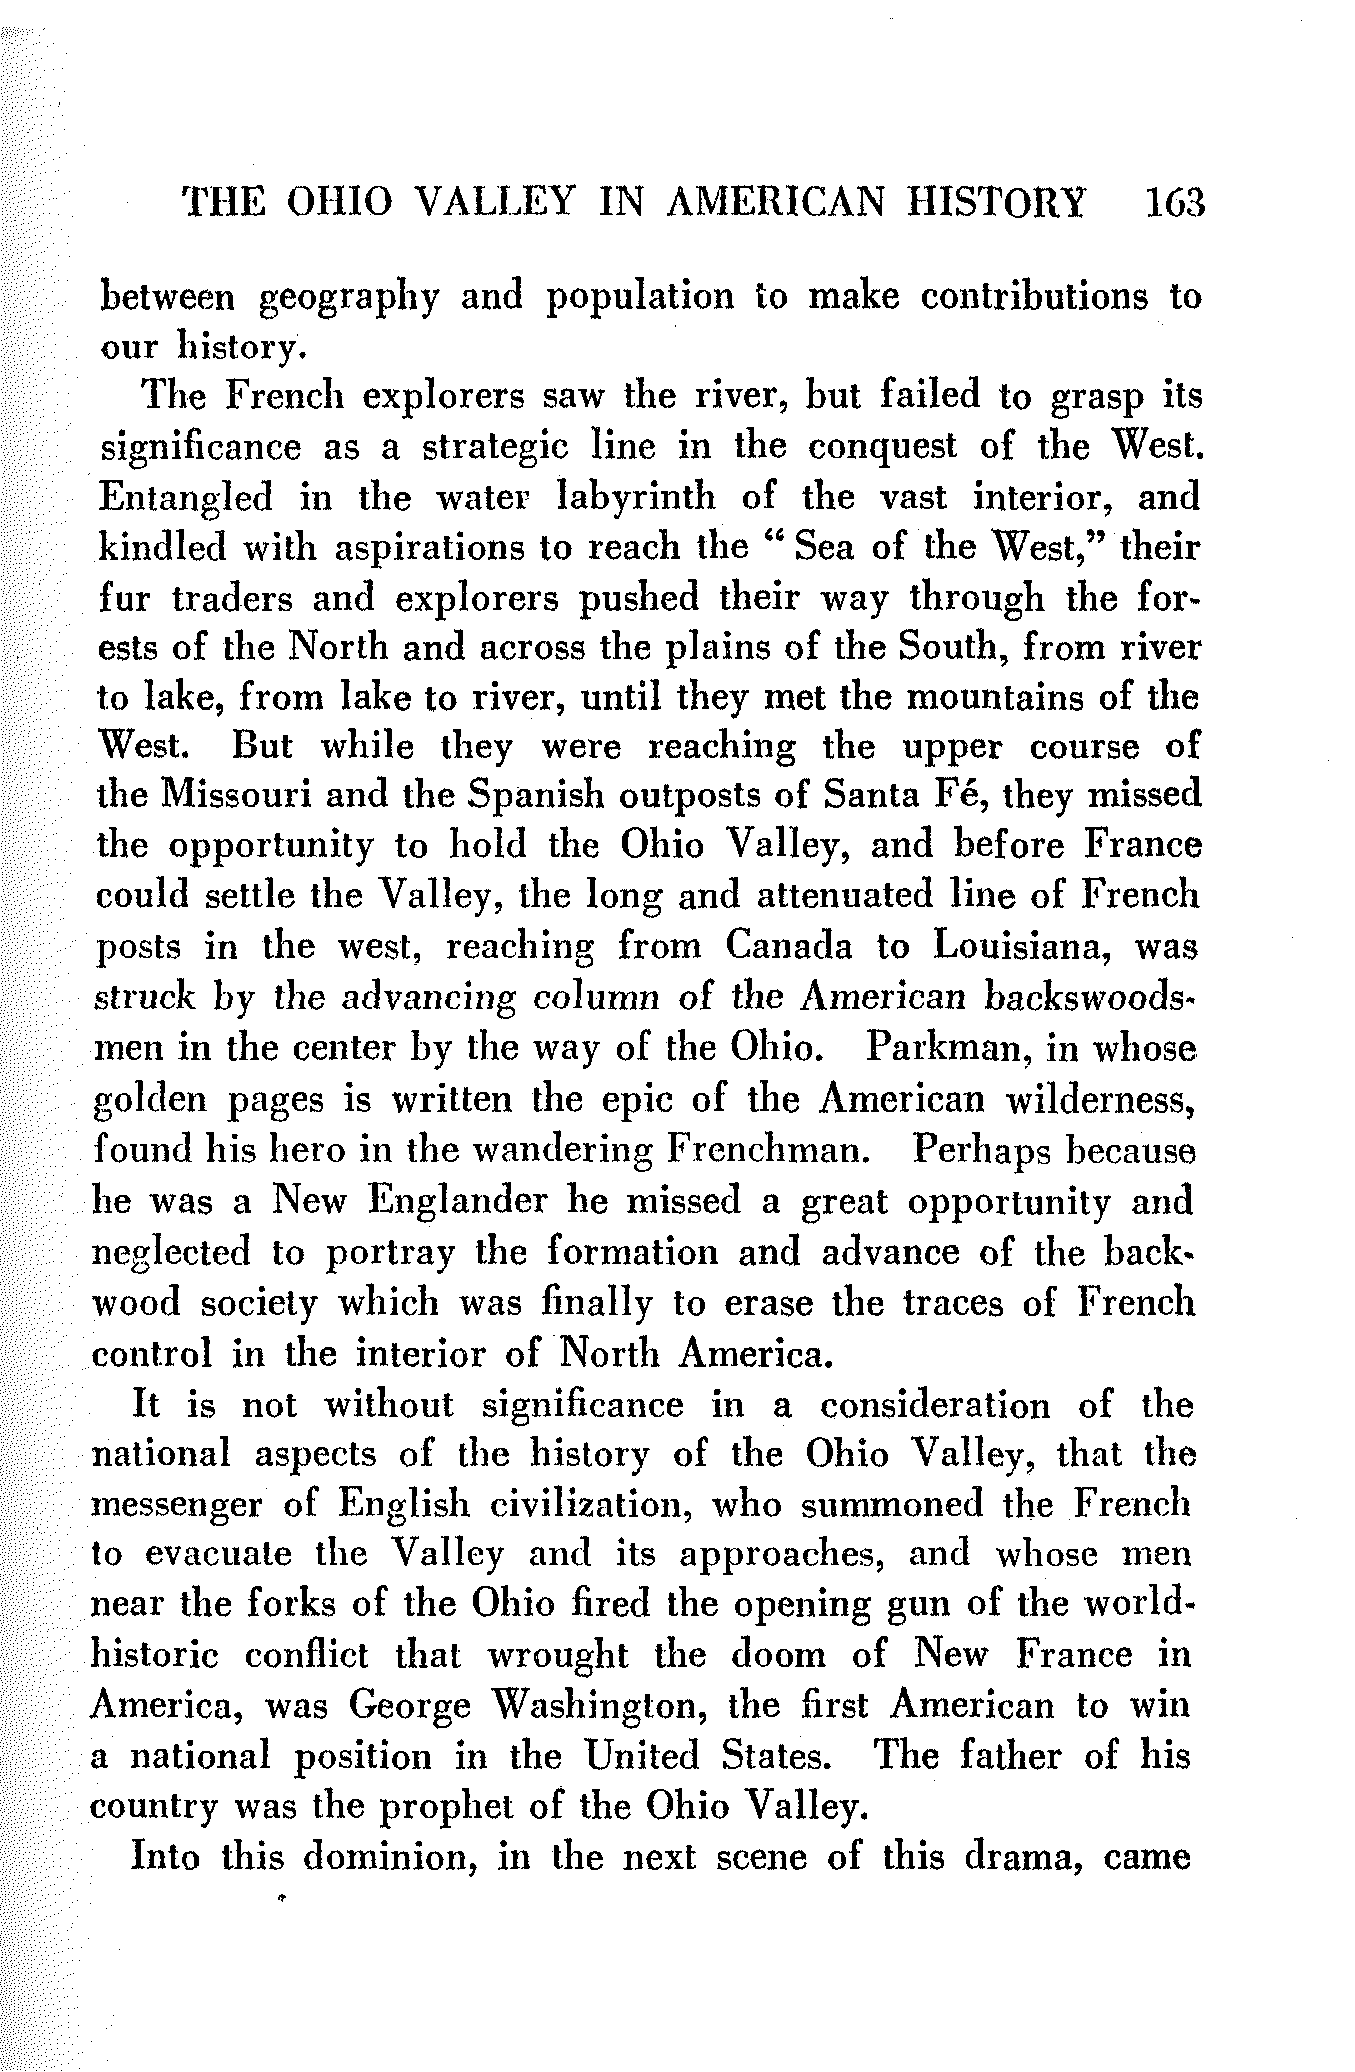 THE OHIO VALLEY IN AMERICAN HISTORY 163
between geography and population to make contributions to
our history.
The French explorers saw the river, but failed to grasp its
significance as a strategic line in the conquest of the West.
Entangled in the water labyrinth of the vast interior, and
kindled with aspirations to reach the “ Sea of the West,” their
fur traders and explorers pushed their way through the for-
ests of the North and across the plains of the South, from river
to lake, from lake to river, until they met the mountains of the
West. But while they were reaching the upper course of
the Missouri and the Spanish outposts of Santa Fé, they missed
the opportunity to hold the Ohio Valley, and before France
could settle the Valley, the long and attenuated line of French
posts in the west, reaching from Canada to Louisiana, was
struck by the advancing column of the American backswoods-
men in the center by the way of the Ohio. Parkman, in whose
golden pages is written the epic of the American wilderness,
found his hero in the wandering Frenchman. Perhaps because
he was a New Englander he missed a great opportunity and
neglected to portray the formation and advance of the back-
wood society which was finally to erase the traces of French
control in the interior of North America.
It is not without significance in a consideration of the
national aspects of the history of the Ohio Valley, that the
messenger of English civilization, who summoned the French
to evacuate the Valley and its approaches, and whose men
near the forks of the Ohio fired the opening gun of the world-
historic conflict that wrought the doom of New France in
America, was George Washington, the first American to win
a national position in the United States. The father of his
country was the prophet of the Ohio Valley.
Into this dominion, in the next scene of this drama, came